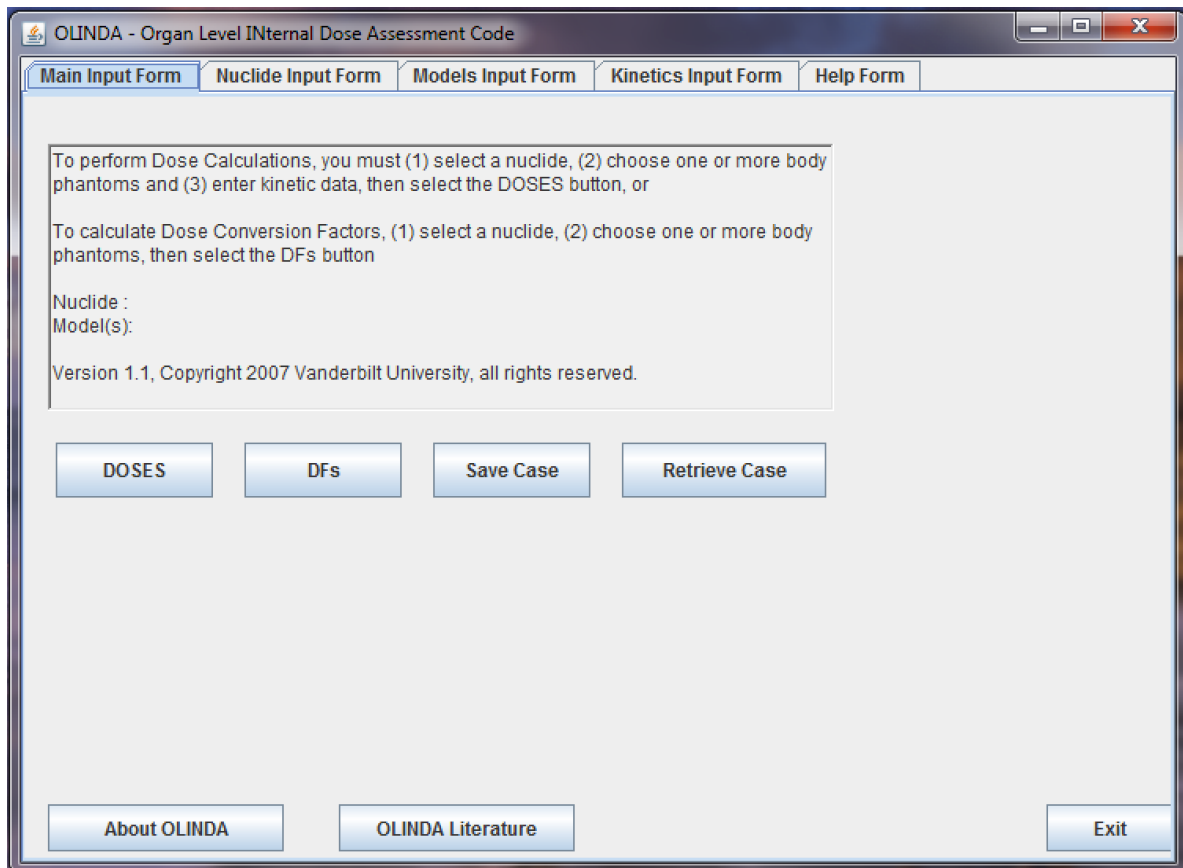 OLINDA - Organ Level INternal Dose Assessment Code
Main Input Form Nuclide Input Form Models Input Form Kinetics Input Form Help Form
To perform Dose Calculations, you must (1) select a nuclide, (2) choose one or more body
phantoms and (3) enter kinetic data, then select the DOSES button, or
To calculate Dose Conversion Factors, (1) select a nuclide, (2) choose one or more body
phantoms, then select the DFs button
Nuclide :
Model(s):
Version 1.1, Copyright 2007 Vanderbilt University, all rights reserved.
DOSES DFs Save Case Retrieve Case
About OLINDA OLINDA Literature Exit